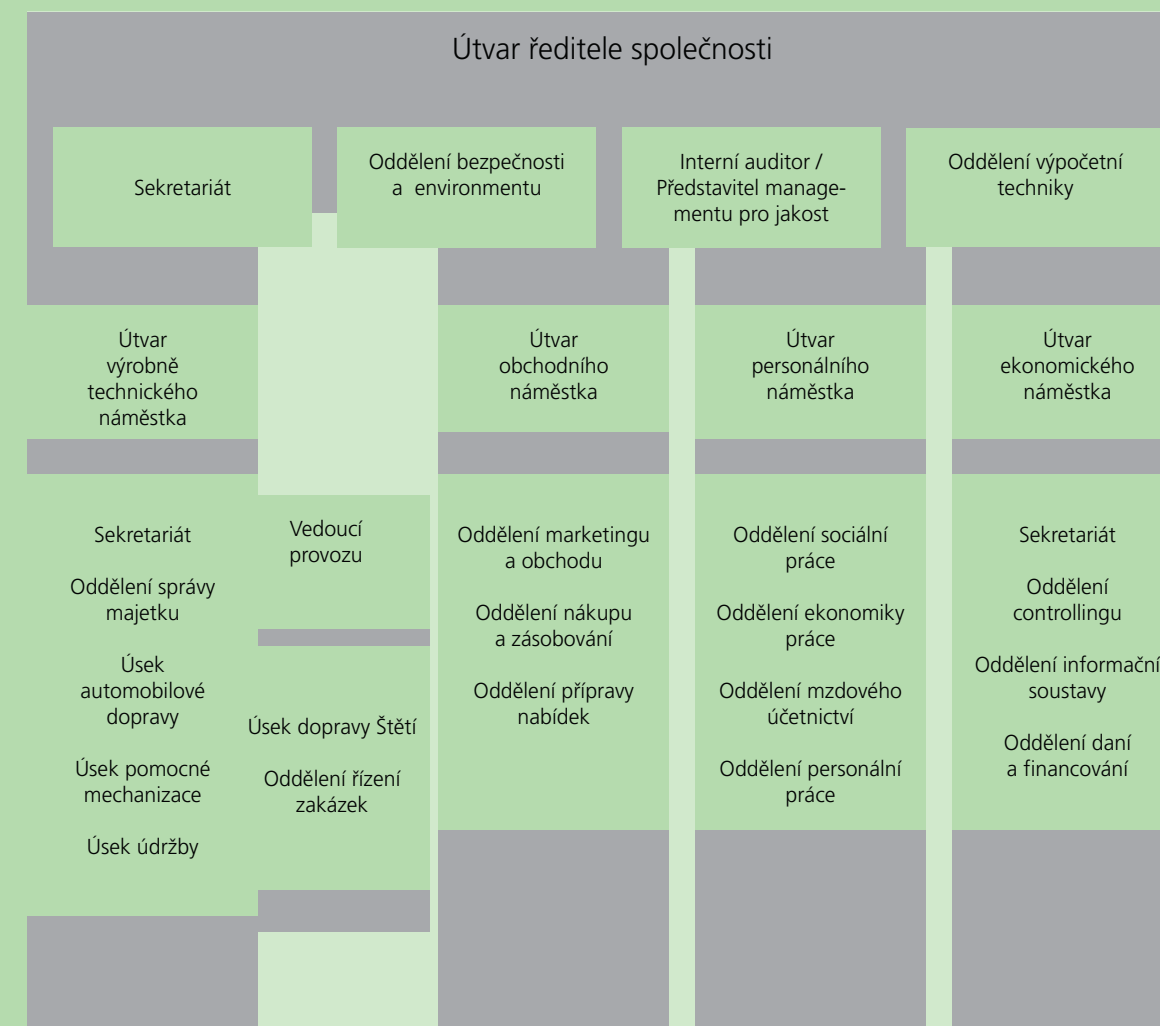 Útvar ředitele společnosti
Sekretariát
Oddělení bezpečnosti
a environmentu
Interní auditor /
Představitel manage-
mentu pro jakost
Oddělení výpočetní
techniky
Útvar
výrobně
technického
náměstka
Útvar
obchodního
náměstka
Útvar
personálního
náměstka
Útvar
ekonomického
náměstka
Sekretariát
Oddělení správy
majetku
Úsek
automobilové
dopravy
Úsek pomocné
mechanizace
Úsek údržby
Vedoucí
provozu
Úsek dopravy Štětí
Oddělení řízení
zakázek
Oddělení marketingu
a obchodu
Oddělení nákupu
a zásobování
Oddělení přípravy
nabídek
Oddělení sociální
práce
Oddělení ekonomiky
práce
Oddělení mzdového
účetnictví
Oddělení personální
práce
Sekretariát
Oddělení
controllingu
Oddělení informační
soustavy
Oddělení daní
a financování